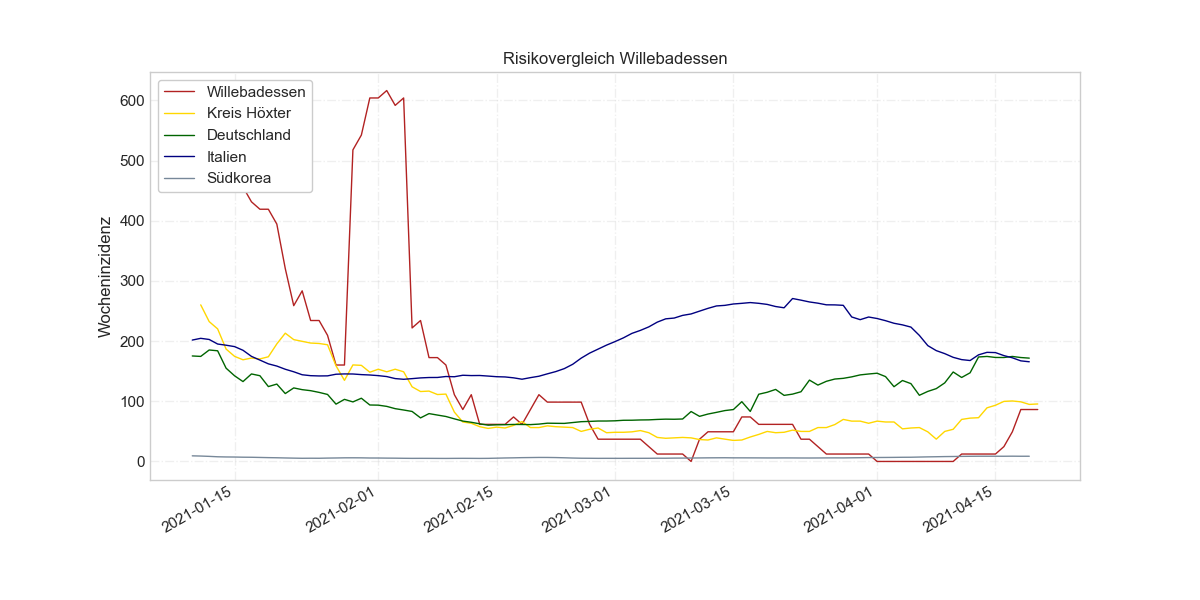 Risikovergleich Willebadessen
Willebadessen
Kreis Höxter
Deutschland
Italien
Südkorea
Wocheninzidenz
600
500
400
300
200
100
0
2021-01-15
2021-02-01
2021-02-15
2021-03-01
2021-03-15
2021-04-01
2021-04-15